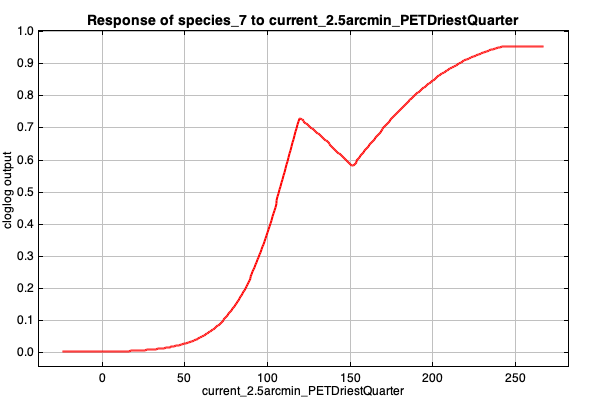 Response of species_7 to current_2.5arcmin_PETDriestQuarter
1.0
0.9
0.8
0.7
0.6
0.5
0.4
0.3
0.2
0.1
0.0
cloglog output
0 50 100 150 200 250
current_2.5arcmin_PETDriestQuarter